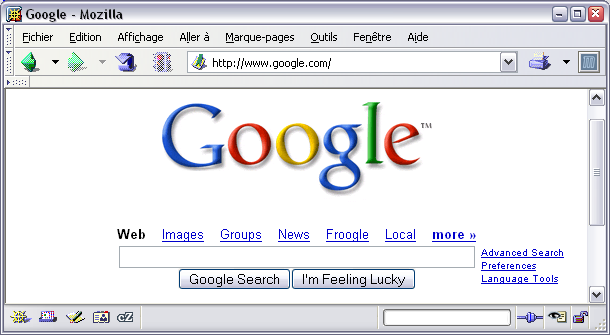 Google - Mozilla
Fichier Edition Affichage Aller à Marque-pages Outils Fenêtre Aide
http://www.google.com/
Google™
Web Images Groups News Froogle Local more »
Advanced Search
Preferences
Language Tools
Google Search I'm Feeling Lucky
cZ